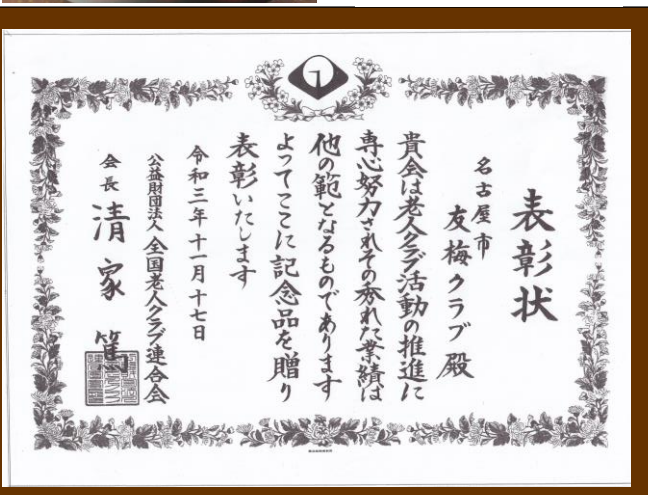 表彰状
名古屋市
友梅クラブ殿
貴会は老人クラブ活動の推進に
専心努力されその秀れた業績は
他の範となるものであります
よってここに記念品を贈り
表彰いたします
令和三年十一月十七日
公益財団法人 全国老人クラブ連合会
会長 清家 篤